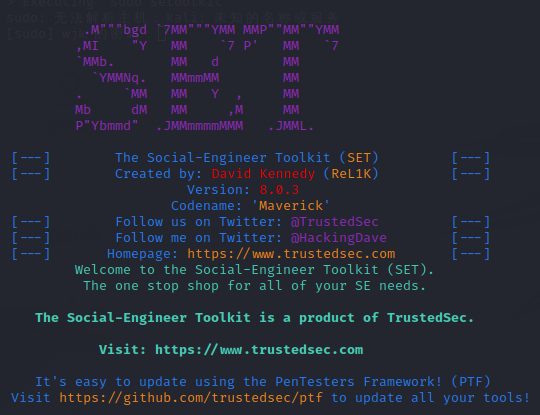 .M"""bgd `7MM"""YMM MMP""MM""YMM
,MI    "Y   MM    `7 P'   MM   `7
`MMb.       MM   d        MM
  `YMMNq.   MMmmMM        MM
.     `MM   MM   Y  ,     MM
Mb     dM   MM     ,M     MM
P"Ybmmd"  .JMMmmmmMMM   .JMML.
[---]        The Social-Engineer Toolkit (SET)         [---]
[---]        Created by: David Kennedy (ReL1K)         [---]
Version: 8.0.3
Codename: 'Maverick'
[---]        Follow us on Twitter: @TrustedSec         [---]
[---]        Follow me on Twitter: @HackingDave        [---]
[---]       Homepage: https://www.trustedsec.com       [---]
Welcome to the Social-Engineer Toolkit (SET).
The one stop shop for all of your SE needs.
The Social-Engineer Toolkit is a product of TrustedSec.
Visit: https://www.trustedsec.com
It's easy to update using the PenTesters Framework! (PTF)
Visit https://github.com/trustedsec/ptf to update all your tools!